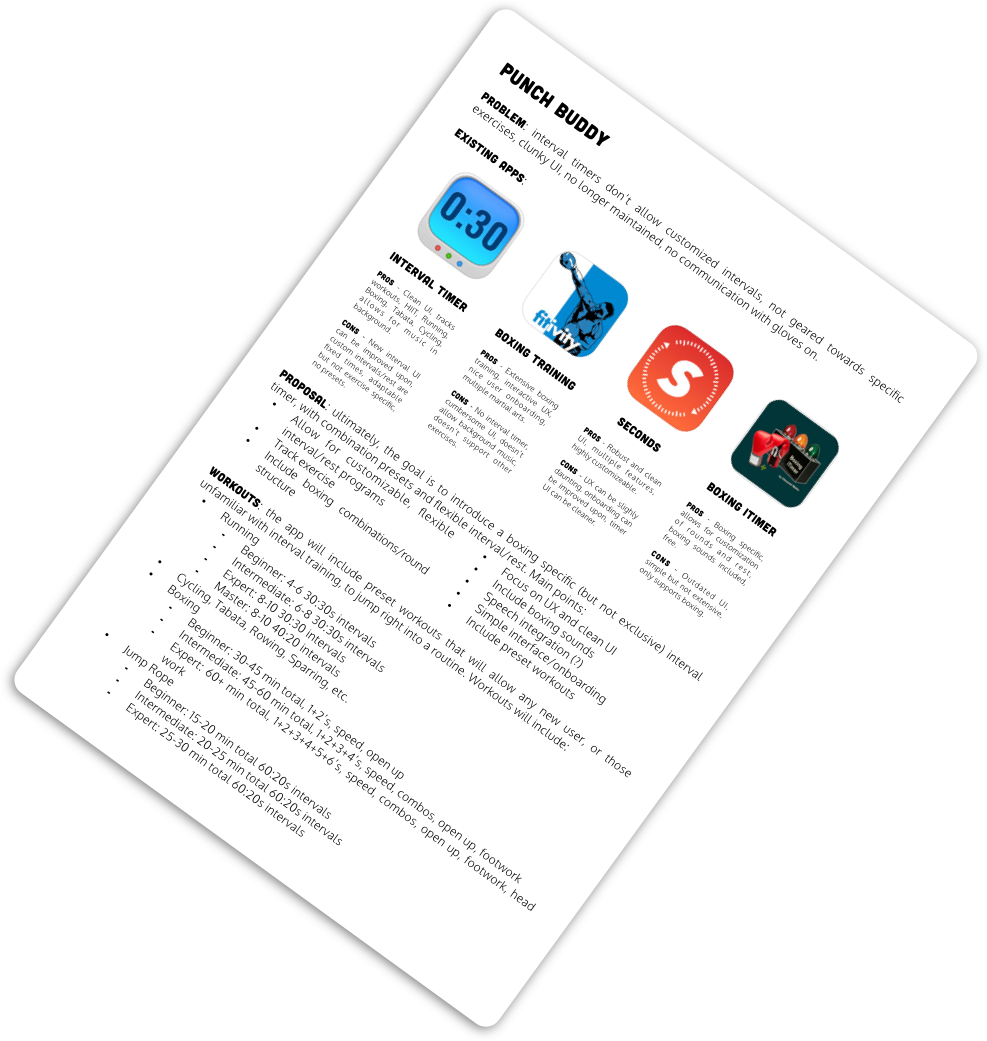 PUNCH BUDDY
PROBLEM: interval timers don't allow customized intervals, not geared towards specific
exercises, clunky UI, no longer maintained, no communication with gloves on.
EXISTING APPS:
0:30
INTERVAL TIMER
PROS - Clean UI, tracks
workouts, HIIT, Running,
Boxing, Tabata, Cycling,
allows for music in
background.
CONS - New interval UI
can be improved upon,
custom intervals/rest are
fixed times, adaptable
but not exercise specific,
no presets.
fitivity
BOXING TRAINING
PROS - Extensive boxing
training, interactive UX,
nice user onboarding,
multiple martial arts.
CONS - No interval timer,
cumbersome UI, doesn't
allow background music,
doesn't support other
exercises.
S
SECONDS
PROS - Robust and clean
UI, multiple features,
highly customizeable.
CONS - UX can be slighly
daunting, onboarding can
be improved upon, timer
UI can be cleaner.
Boxing
iTimer
BOXING ITIMER
PROS - Boxing specific,
allows for customization
of rounds and rest,
boxing sounds included,
free.
CONS - Outdated UI,
simple but not extensive,
only supports boxing.
PROPOSAL: ultimately, the goal is to introduce a boxing specific (but not exclusive) interval
timer, with combination presets and flexible interval/rest. Main points:
• Allow for customizable, flexible
interval/rest programs
• Track exercise
• Include boxing combinations/round
structure
• Focus on UX and clean UI
• Include boxing sounds
• Speech integration (?)
• Simple interface/onboarding
• Include preset workouts
WORKOUTS: the app will include preset workouts that will allow any new user, or those
unfamiliar with interval training, to jump right into a routine. Workouts will include:
• Running
- Beginner: 4-6 30:30s intervals
- Intermediate: 6-8 30:30s intervals
- Expert: 8-10 30:30 intervals
- Master: 8-10 40:20 intervals
• Cycling, Tabata, Rowing, Sparring, etc.
• Boxing
- Beginner: 30-45 min total, 1+2's, speed, open up
- Intermediate: 45-60 min total, 1+2+3+4's, speed, combos, open up, footwork
- Expert: 60+ min total, 1+2+3+4+5+6's, speed, combos, open up, footwork, head
work
• Jump Rope
- Beginner: 15-20 min total 60:20s intervals
- Intermediate: 20-25 min total 60:20s intervals
- Expert: 25-30 min total 60:20s intervals